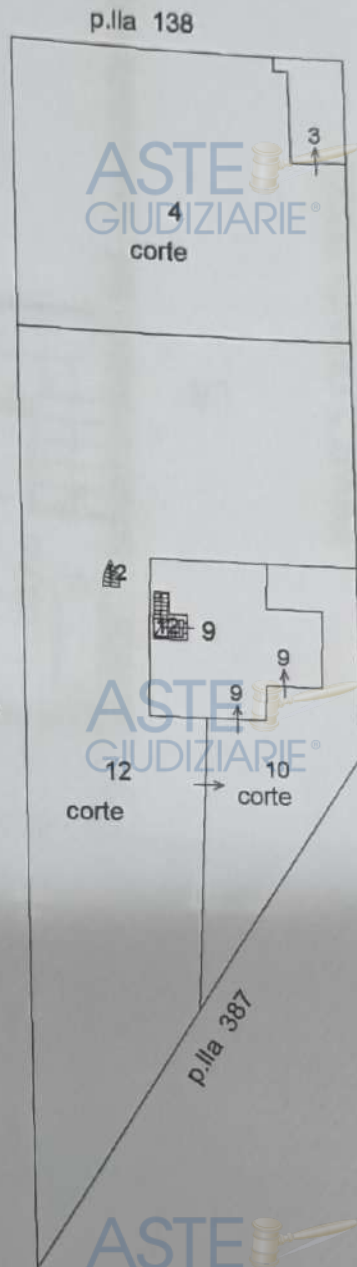 p.lla 138
3
ASTE
GIUDIZIARIE®
4
corte
12
9
9
9
ASTE
GIUDIZIARIE®
12
corte
10
corte
p.lla 387
ASTE